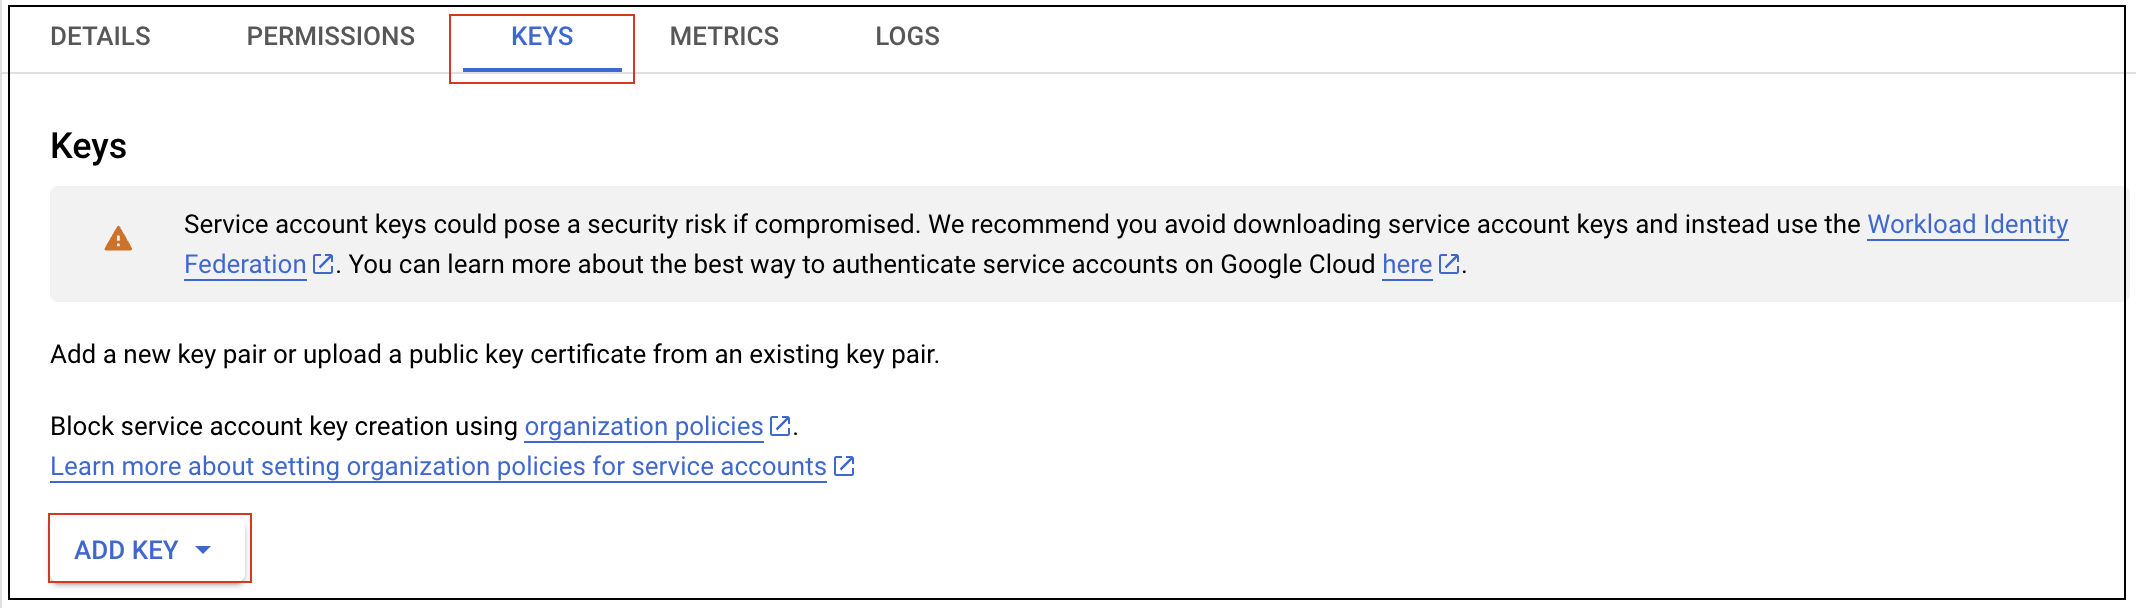 DETAILS PERMISSIONS KEYS METRICS LOGS
Keys
Service account keys could pose a security risk if compromised. We recommend you avoid downloading service account keys and instead use the Workload Identity
Federation. You can learn more about the best way to authenticate service accounts on Google Cloud here.
Add a new key pair or upload a public key certificate from an existing key pair.
Block service account key creation using organization policies.
Learn more about setting organization policies for service accounts
ADD KEY